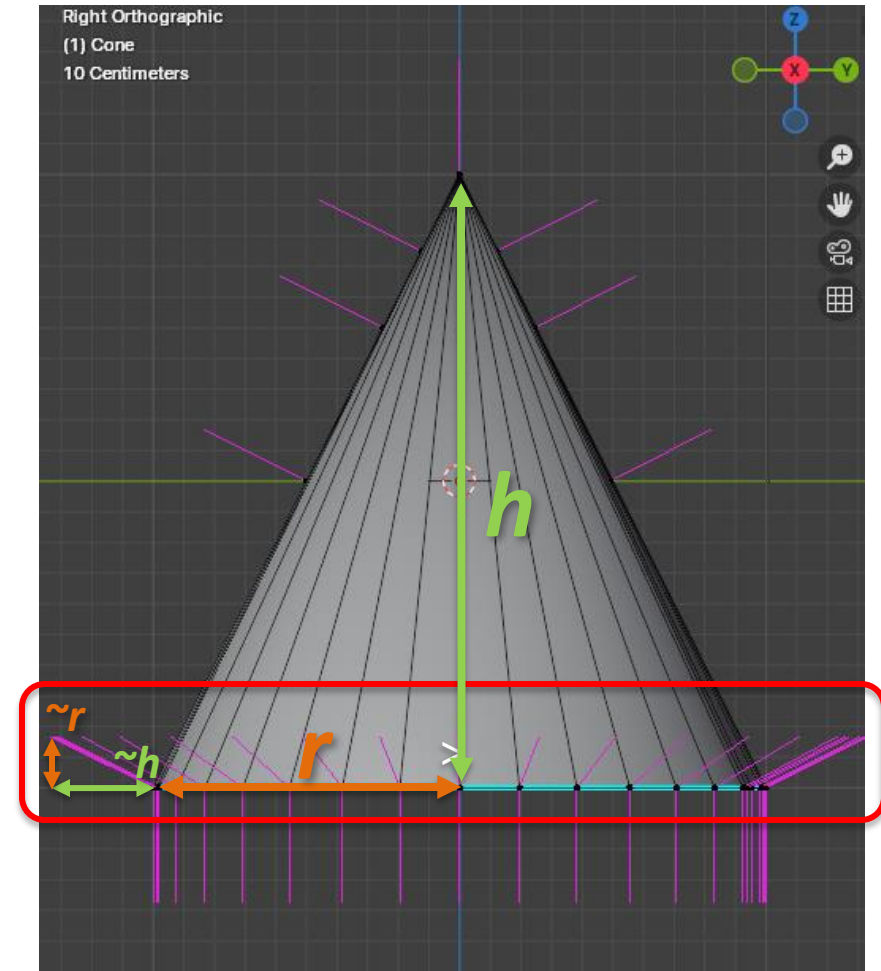 Right Orthographic
(1) Cone
10 Centimeters
Z
X
Y
h
~r
~h
r